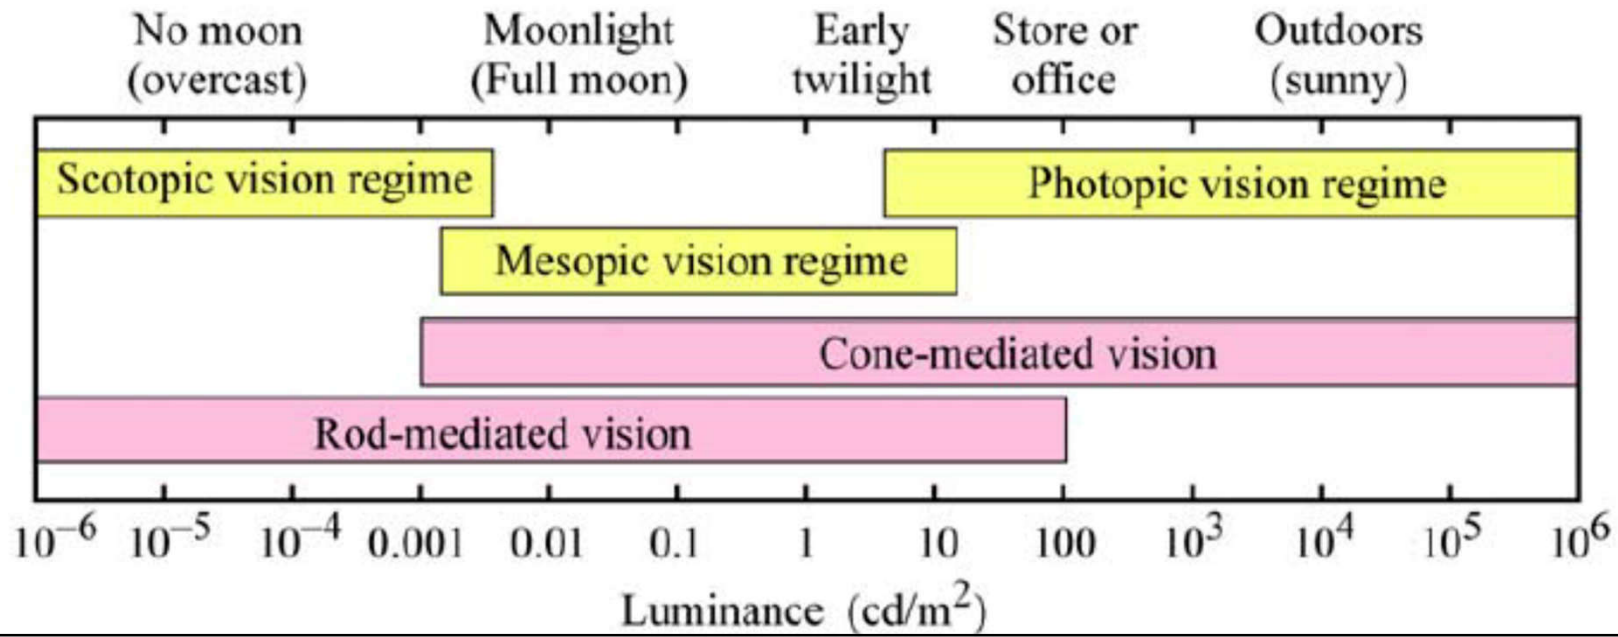 No moon
(overcast)
Moonlight
(Full moon)
Early
twilight
Store or
office
Outdoors
(sunny)
Scotopic vision regime
Photopic vision regime
Mesopic vision regime
Cone-mediated vision
Rod-mediated vision
10⁻⁶ 10⁻⁵ 10⁻⁴ 0.001 0.01 0.1 1 10 100 10³ 10⁴ 10⁵ 10⁶
Luminance (cd/m²)